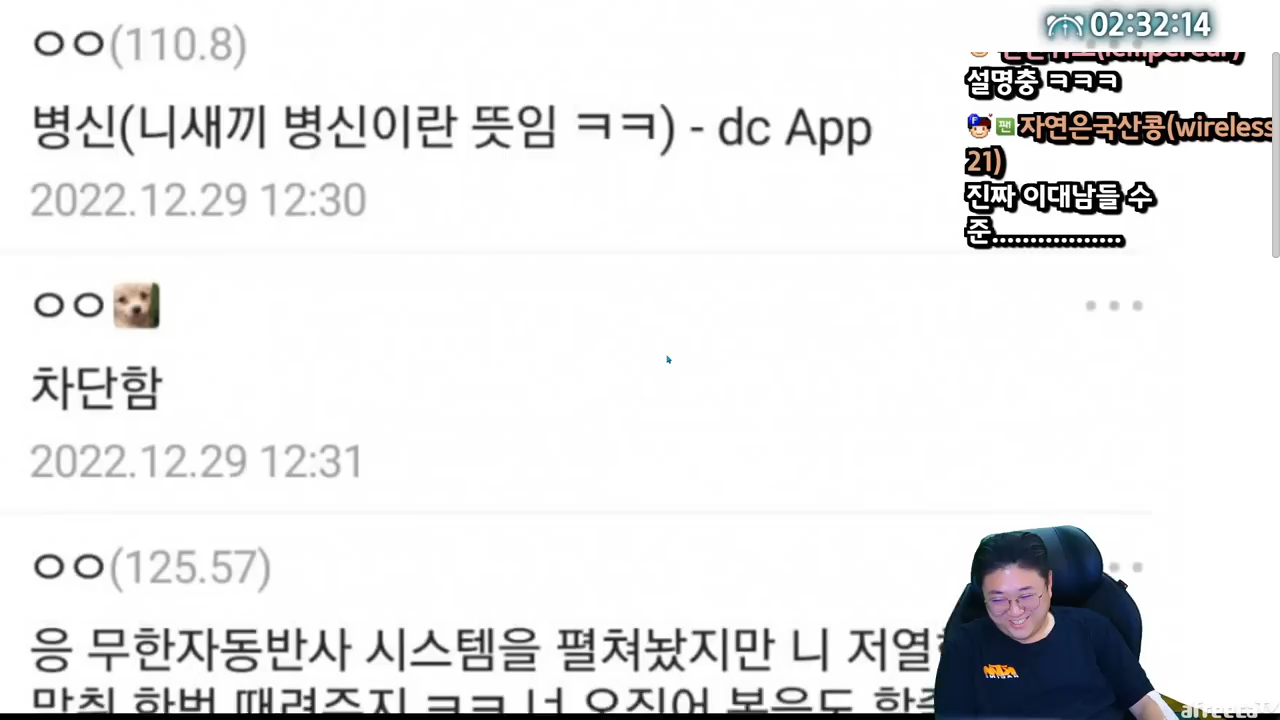 ㅇㅇ(110.8)
병신(니새끼 병신이란 뜻임 ㅋㅋ) - dc App
2022.12.29 12:30
ㅇㅇ
차단함
2022.12.29 12:31
ㅇㅇ(125.57)
응 무한자동반사 시스템을 펼쳐놨지만 니 저열
02:32:14
설명충 ㅋㅋㅋ
자연은국산콩(wireless
21)
진짜 이대남들 수
준.................
afreecaTV